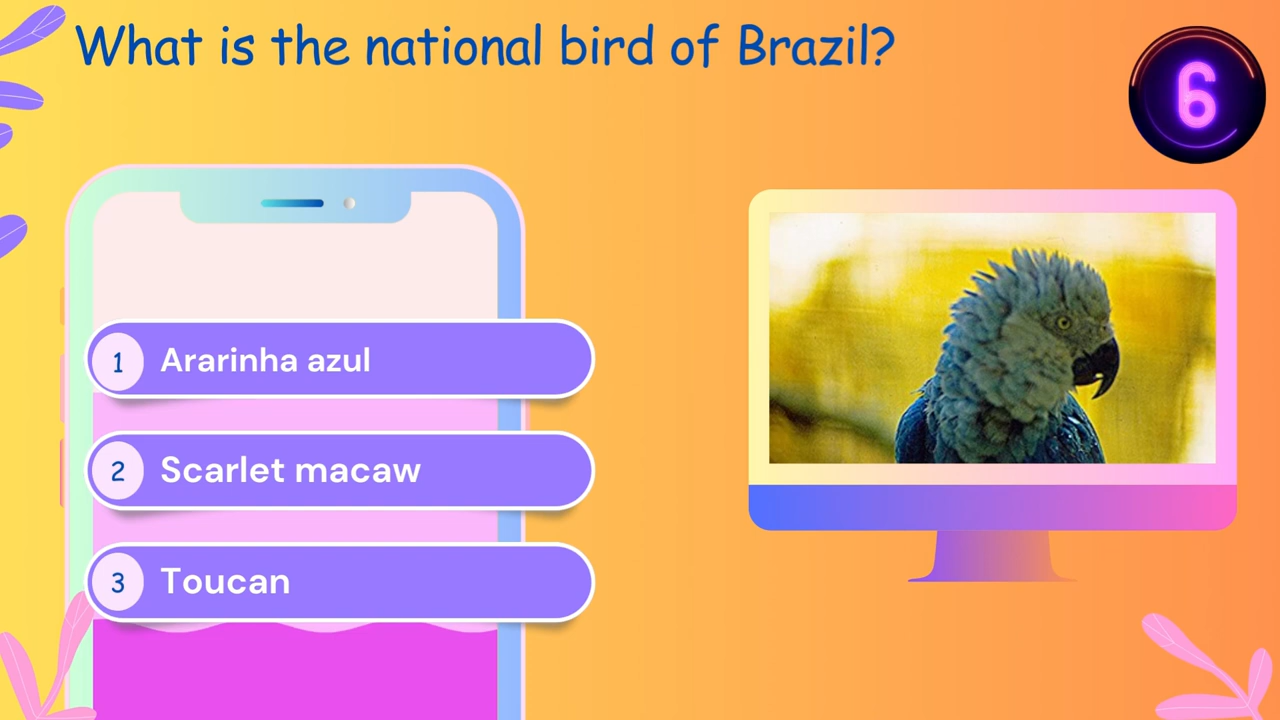 What is the national bird of Brazil?
6
1 Ararinha azul
2 Scarlet macaw
3 Toucan